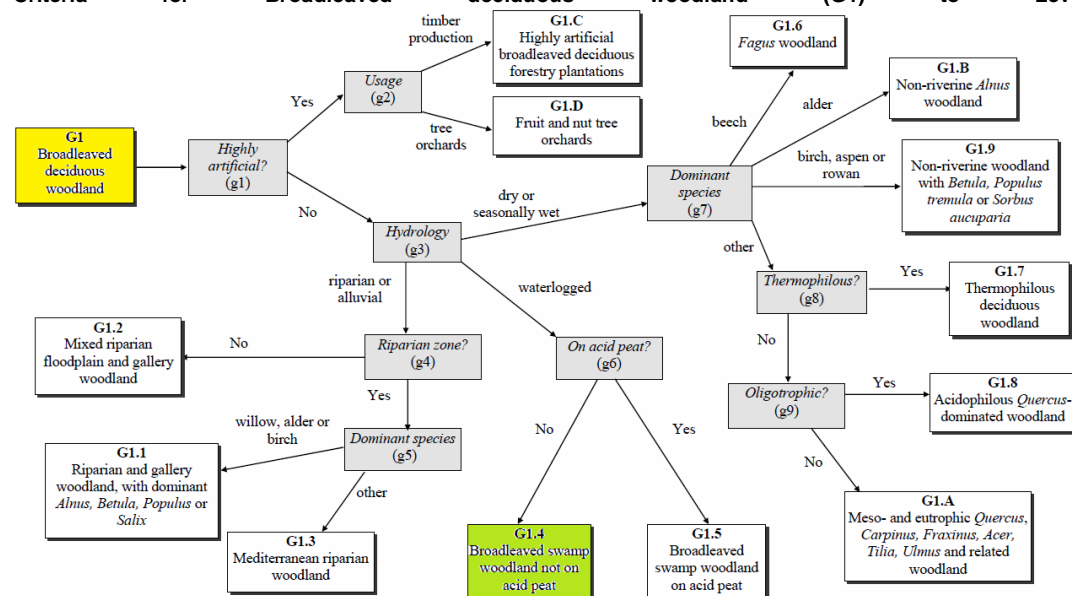 Criteria for Broadleaved deciduous woodland (G1) to
G1
Broadleaved
deciduous
woodland
Highly
artificial?
(g1)
Yes
No
Usage
(g2)
timber
production
tree
orchards
G1.C
Highly artificial
broadleaved deciduous
forestry plantations
G1.D
Fruit and nut tree
orchards
Hydrology
(g3)
dry or
seasonally wet
riparian or
alluvial
waterlogged
Dominant
species
(g7)
beech
alder
birch, aspen or
rowan
other
G1.6
Fagus woodland
G1.B
Non-riverine Alnus
woodland
G1.9
Non-riverine woodland
with Betula, Populus
tremula or Sorbus
aucuparia
Thermophilous?
(g8)
Yes
No
G1.7
Thermophilous
deciduous
woodland
Oligotrophic?
(g9)
Yes
No
G1.8
Acidophilous Quercus-
dominated woodland
G1.A
Meso- and eutrophic Quercus,
Carpinus, Fraxinus, Acer,
Tilia, Ulmus and related
woodland
Riparian zone?
(g4)
No
Yes
G1.2
Mixed riparian
floodplain and gallery
woodland
Dominant species
(g5)
willow, alder or
birch
other
G1.1
Riparian and gallery
woodland, with dominant
Alnus, Betula, Populus or
Salix
G1.3
Mediterranean riparian
woodland
On acid peat?
(g6)
No
Yes
G1.4
Broadleaved swamp
woodland not on
acid peat
G1.5
Broadleaved
swamp woodland
on acid peat